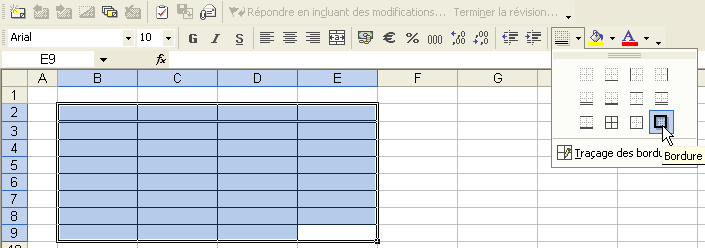 Répondre en incluant des modifications... Terminer la révision...
Arial 10 G I S € % 000 A
E9 fx
A B C D E F G
1
2
3
4
5
6
7
8
9
10
Traçage des bordu
Bordure